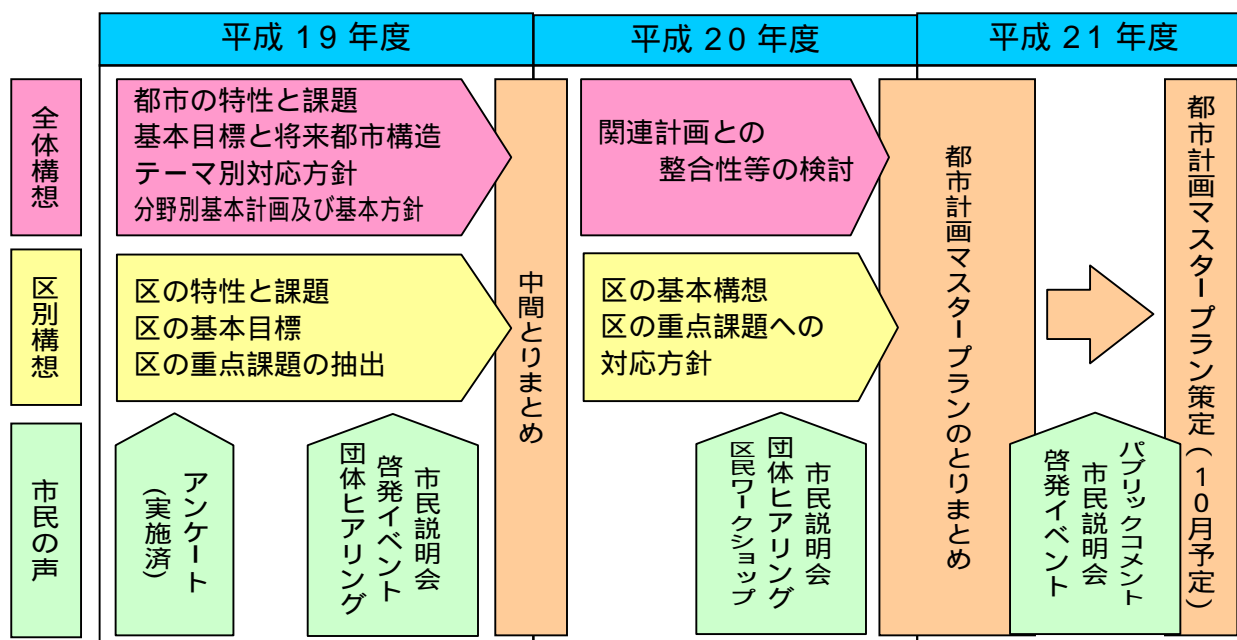 平成 19 年度
平成 20 年度
平成 21 年度
全体構想
都市の特性と課題
基本目標と将来都市構造
テーマ別対応方針
分野別基本計画及び基本方針
関連計画との
整合性等の検討
区別構想
区の特性と課題
区の基本目標
区の重点課題の抽出
中間とりまとめ
区の基本構想
区の重点課題への
対応方針
都市計画マスタープランのとりまとめ
都市計画マスタープラン策定(10月予定)
市民の声
アンケート
(実施済)
市民説明会
啓発イベント
団体ヒアリング
市民説明会
団体ヒアリング
区民ワークショップ
パブリックコメント
市民説明会
啓発イベント